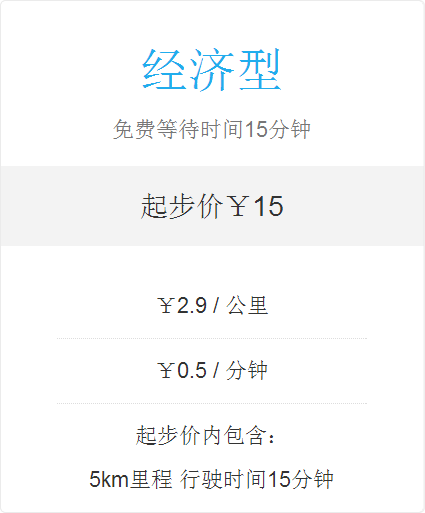 经济型
免费等待时间15分钟
起步价￥15
￥2.9 / 公里
￥0.5 / 分钟
起步价内包含：
5km里程 行驶时间15分钟